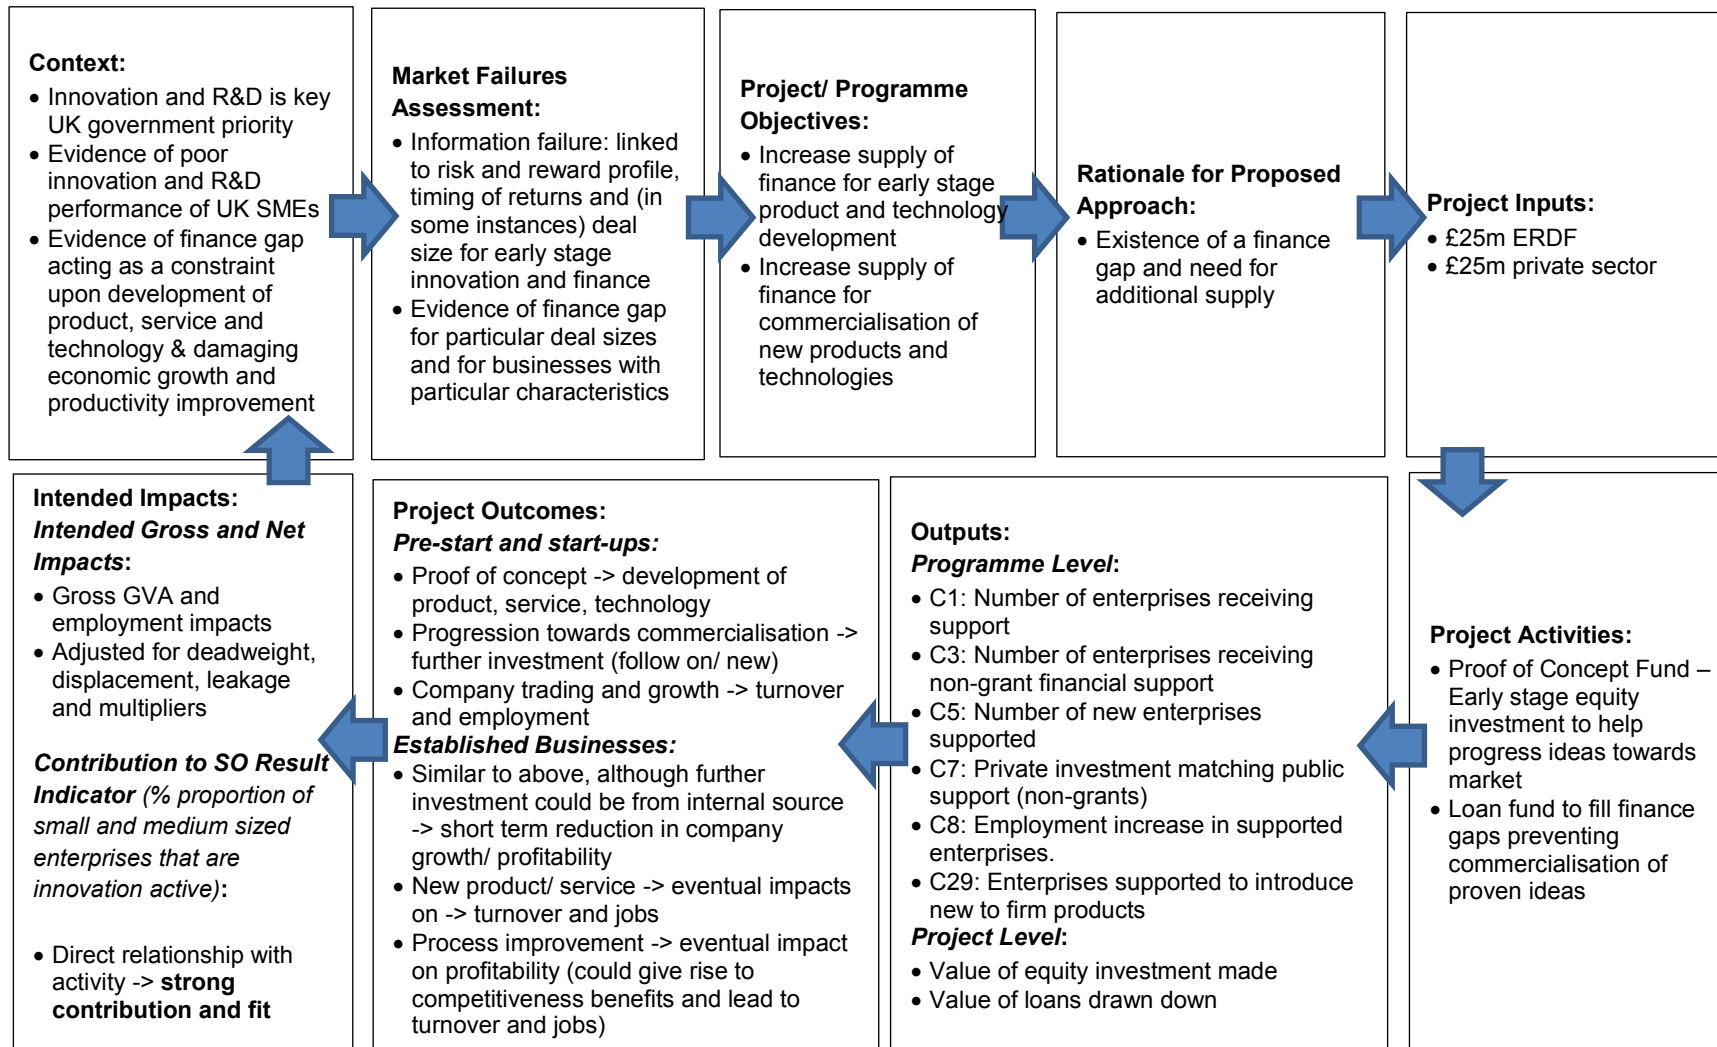 Context:
• Innovation and R&D is key
UK government priority
• Evidence of poor
innovation and R&D
performance of UK SMEs
• Evidence of finance gap
acting as a constraint
upon development of
product, service and
technology & damaging
economic growth and
productivity improvement
Market Failures
Assessment:
• Information failure: linked
to risk and reward profile,
timing of returns and (in
some instances) deal
size for early stage
innovation and finance
• Evidence of finance gap
for particular deal sizes
and for businesses with
particular characteristics
Project/ Programme
Objectives:
• Increase supply of
finance for early stage
product and technology
development
• Increase supply of
finance for
commercialisation of
new products and
technologies
Rationale for Proposed
Approach:
• Existence of a finance
gap and need for
additional supply
Project Inputs:
• £25m ERDF
• £25m private sector
Project Activities:
• Proof of Concept Fund –
Early stage equity
investment to help
progress ideas towards
market
• Loan fund to fill finance
gaps preventing
commercialisation of
proven ideas
Outputs:
Programme Level:
• C1: Number of enterprises receiving
support
• C3: Number of enterprises receiving
non-grant financial support
• C5: Number of new enterprises
supported
• C7: Private investment matching public
support (non-grants)
• C8: Employment increase in supported
enterprises.
• C29: Enterprises supported to introduce
new to firm products
Project Level:
• Value of equity investment made
• Value of loans drawn down
Project Outcomes:
Pre-start and start-ups:
• Proof of concept -> development of
product, service, technology
• Progression towards commercialisation ->
further investment (follow on/ new)
• Company trading and growth -> turnover
and employment
Established Businesses:
• Similar to above, although further
investment could be from internal source
-> short term reduction in company
growth/ profitability
• New product/ service -> eventual impacts
on -> turnover and jobs
• Process improvement -> eventual impact
on profitability (could give rise to
competitiveness benefits and lead to
turnover and jobs)
Intended Impacts:
Intended Gross and Net
Impacts:
• Gross GVA and
employment impacts
• Adjusted for deadweight,
displacement, leakage
and multipliers
Contribution to SO Result
Indicator (% proportion of
small and medium sized
enterprises that are
innovation active):
• Direct relationship with
activity -> strong
contribution and fit